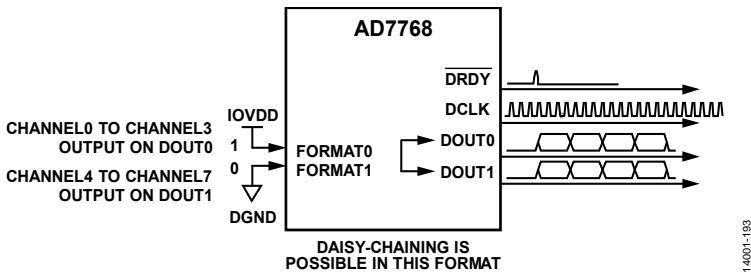 AD7768
DRDY
DCLK
DOUT0
DOUT1
IOVDD
1
0
DGND
FORMAT0
FORMAT1
CHANNEL0 TO CHANNEL3
OUTPUT ON DOUT0
CHANNEL4 TO CHANNEL7
OUTPUT ON DOUT1
DAISY-CHAINING IS
POSSIBLE IN THIS FORMAT
14001-193